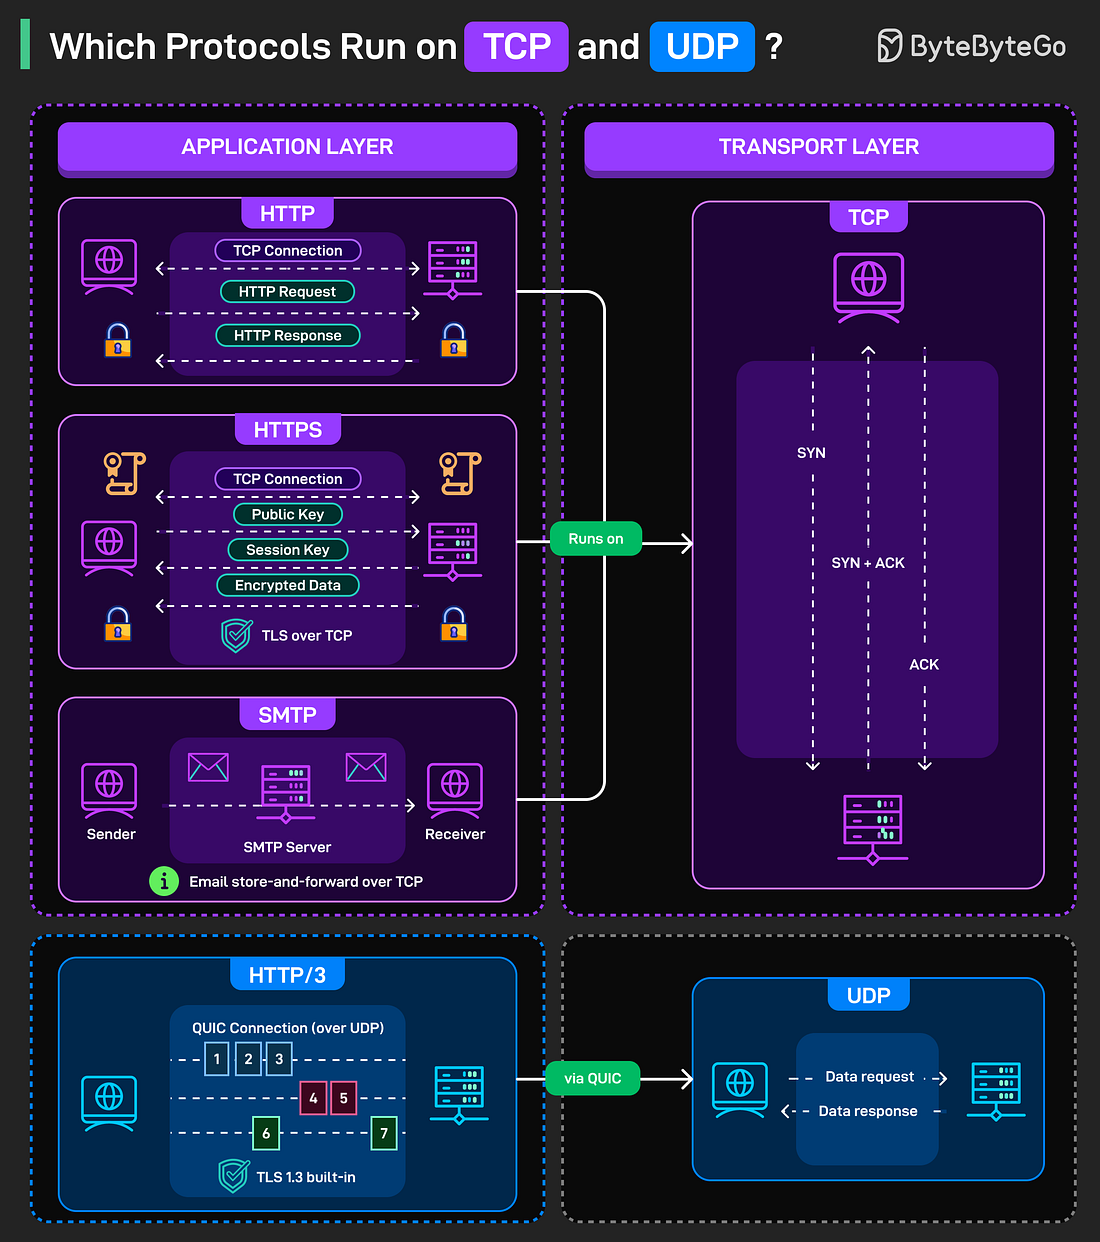 Which Protocols Run on TCP and UDP ?
ByteByteGo
APPLICATION LAYER
HTTP
TCP Connection
HTTP Request
HTTP Response
HTTPS
TCP Connection
Public Key
Session Key
Encrypted Data
TLS over TCP
SMTP
Sender
SMTP Server
Receiver
i
Email store-and-forward over TCP
Runs on
TRANSPORT LAYER
TCP
SYN
SYN + ACK
ACK
HTTP/3
QUIC Connection (over UDP)
1 2 3
4 5
6 7
TLS 1.3 built-in
via QUIC
UDP
Data request
Data response